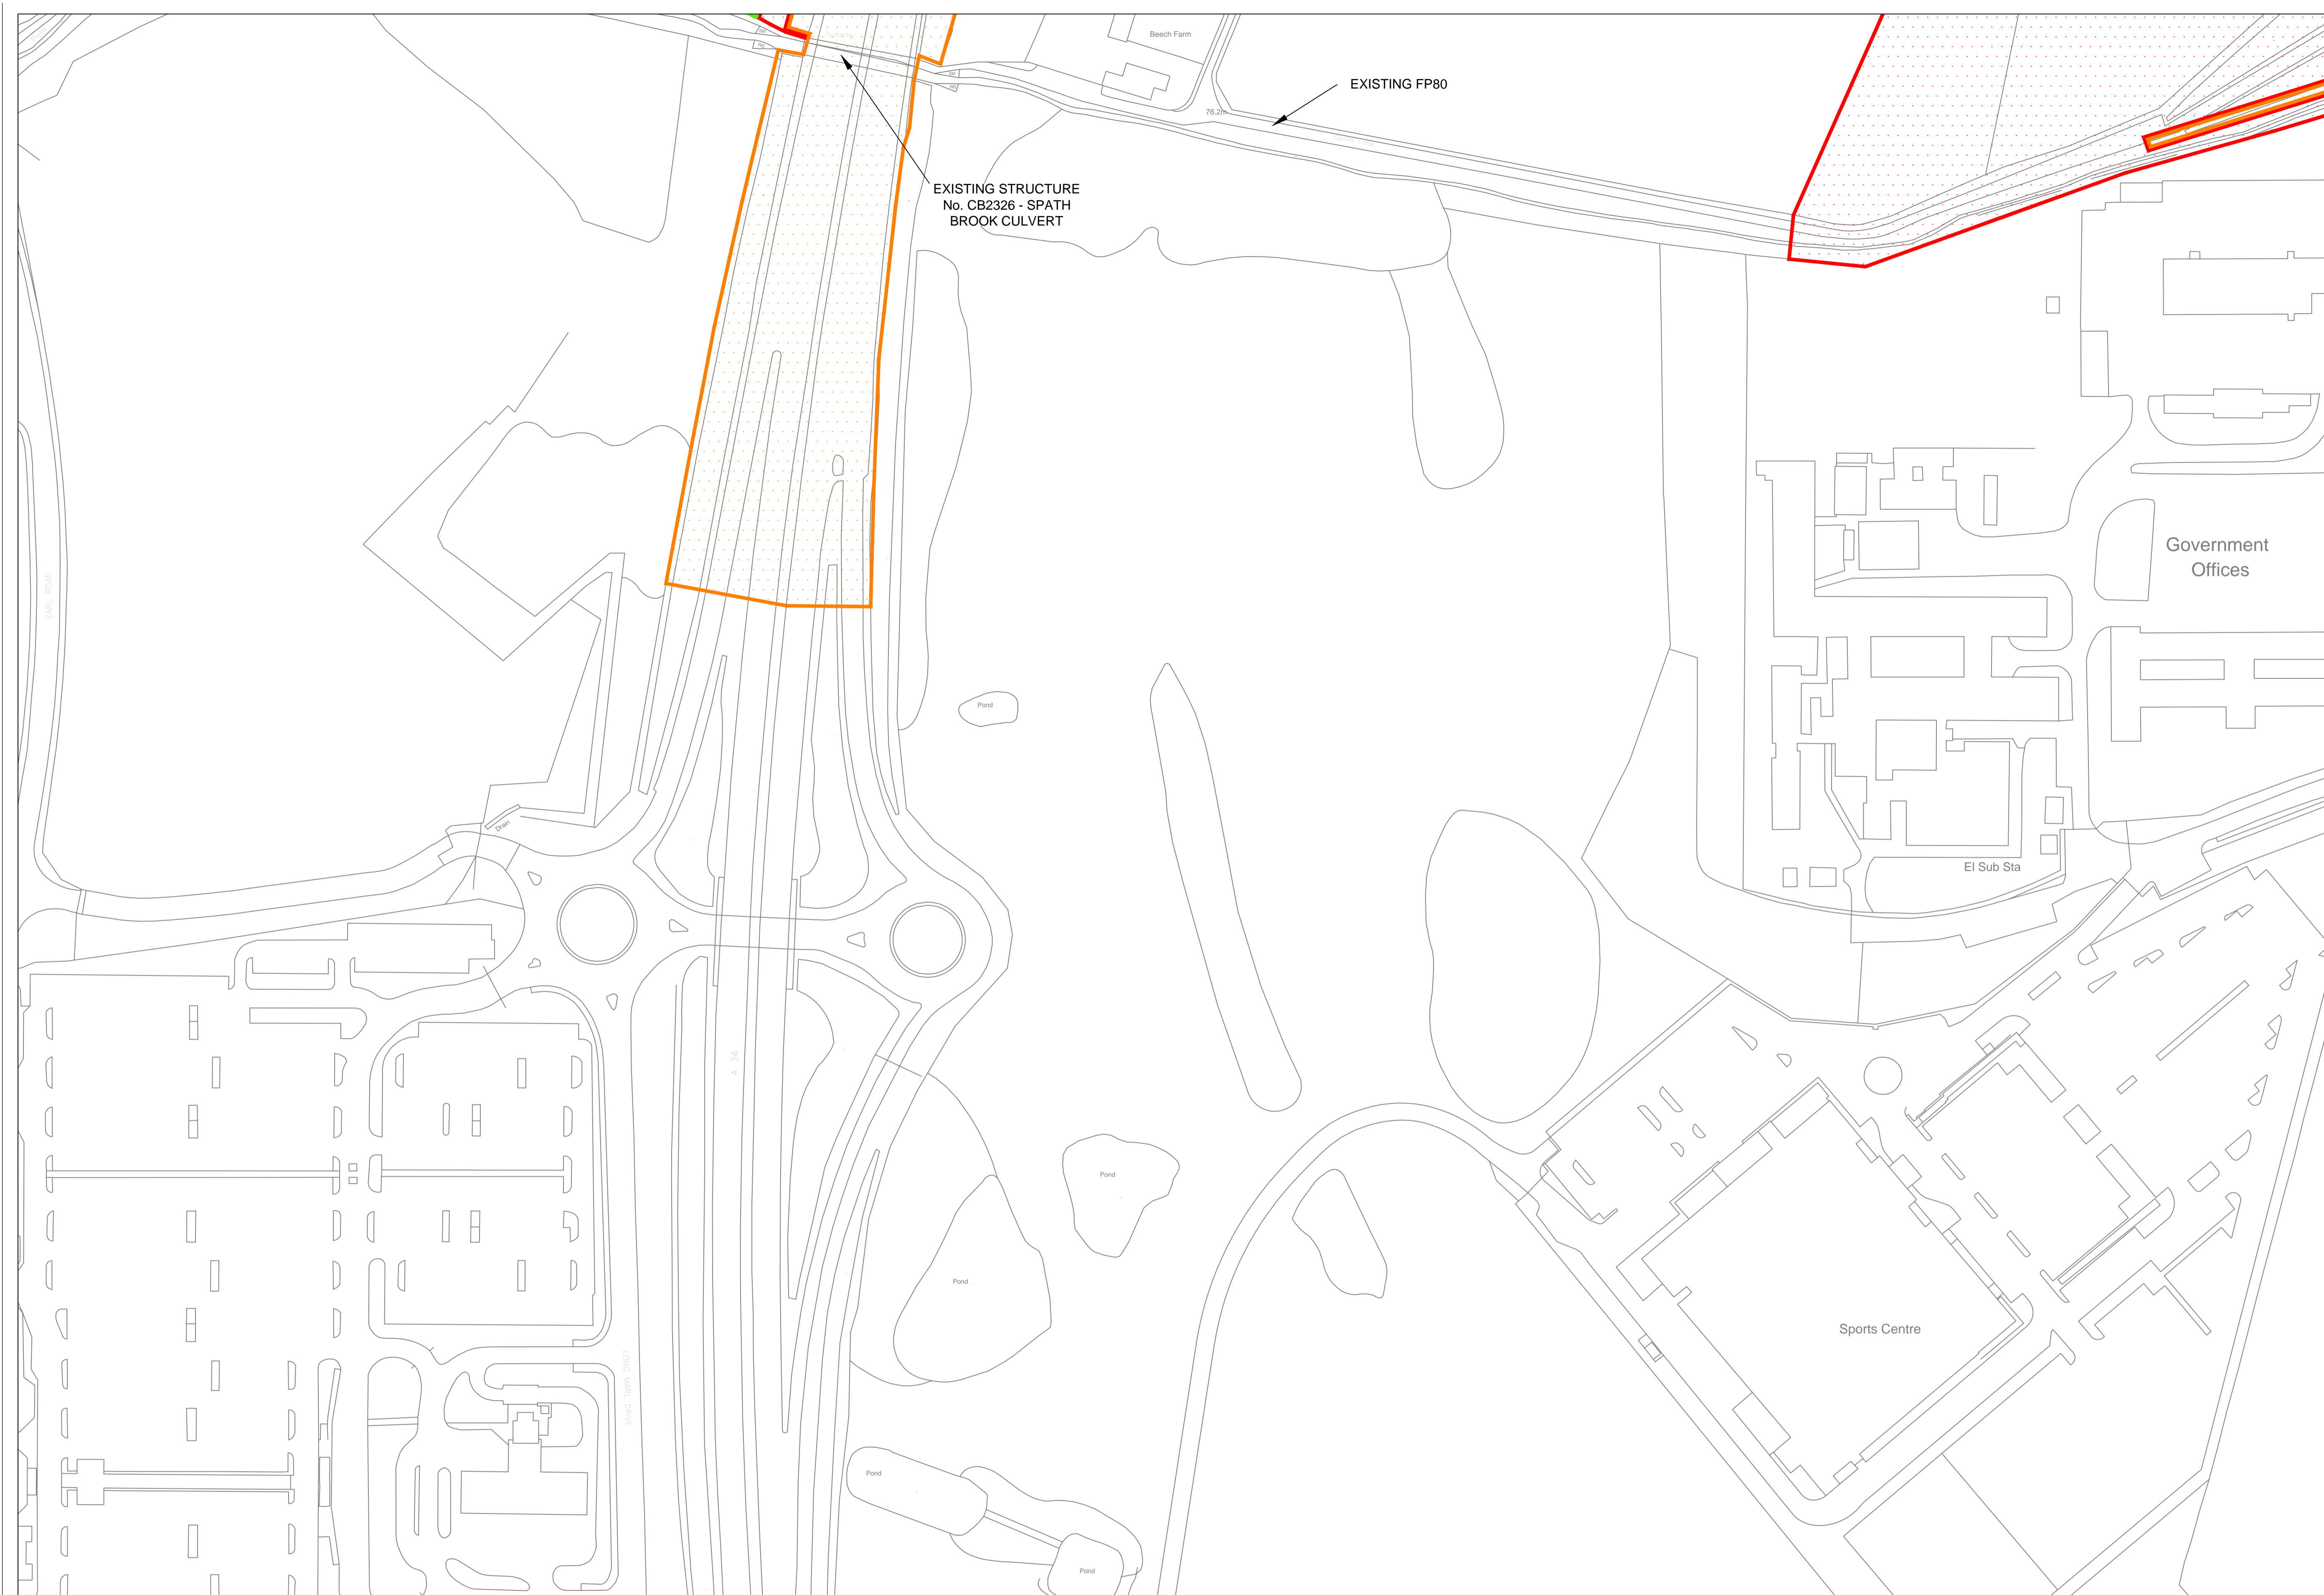 Beech Farm
EXISTING FP80
76.2m
EXISTING STRUCTURE
No. CB2326 - SPATH
BROOK CULVERT
Government
Offices
EARL ROAD
Pond
Drain
El Sub Sta
A 34
Pond
Pond
Sports Centre
LONG MARL DRIVE
Pond
Pond